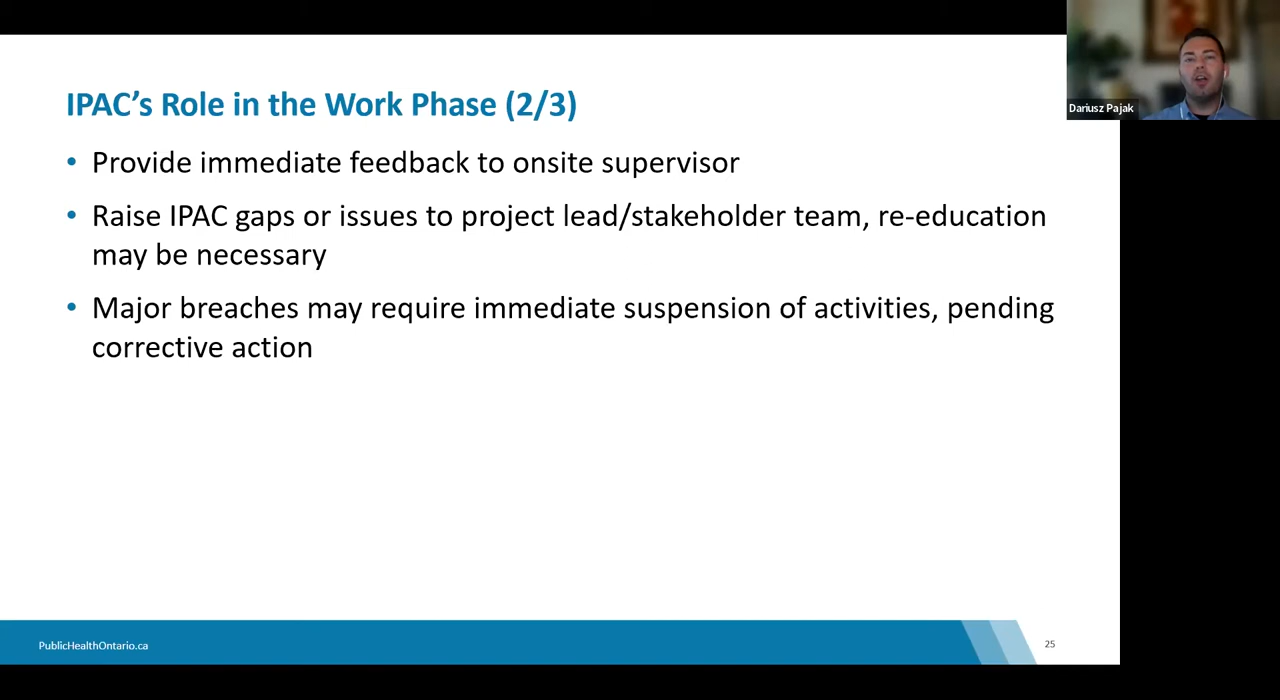 IPAC’s Role in the Work Phase (2/3)
• Provide immediate feedback to onsite supervisor
• Raise IPAC gaps or issues to project lead/stakeholder team, re-education
may be necessary
• Major breaches may require immediate suspension of activities, pending
corrective action
Dariusz Pajak
PublicHealthOntario.ca
25